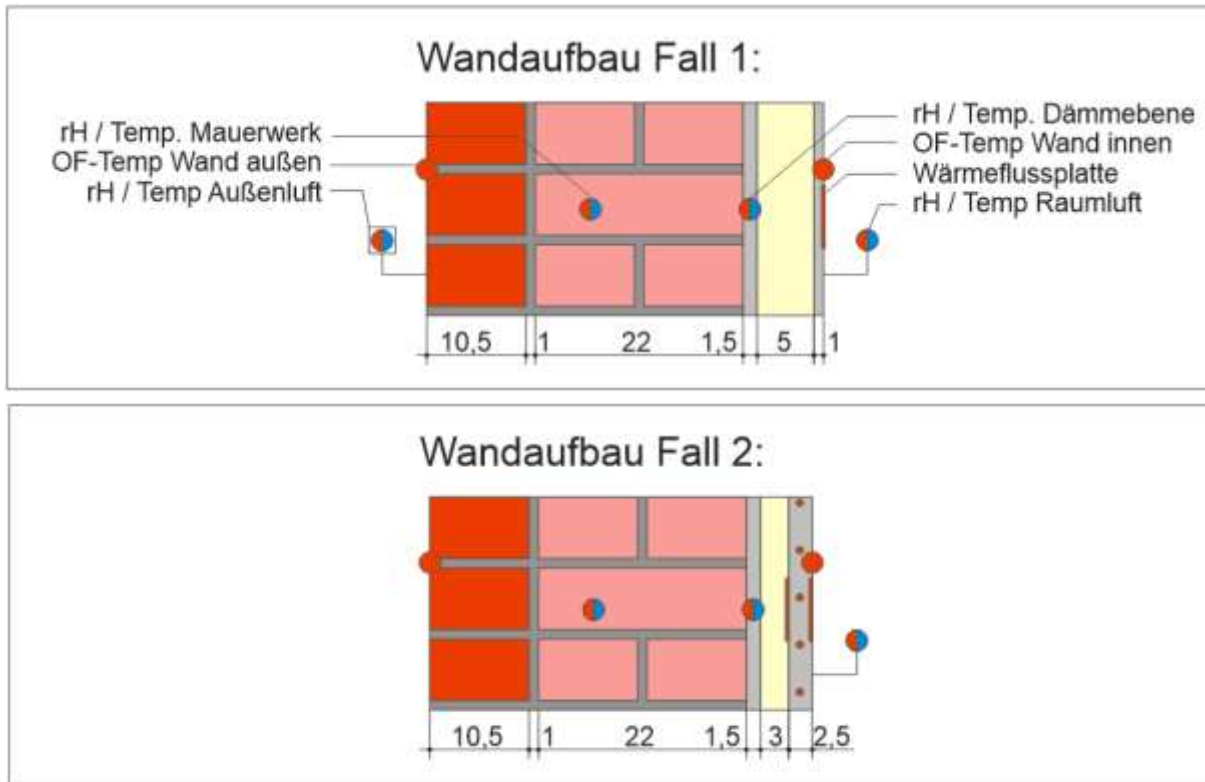 Wandaufbau Fall 1:
rH / Temp. Mauerwerk
OF-Temp Wand außen
rH / Temp Außenluft
rH / Temp. Dämmebene
OF-Temp Wand innen
Wärmeflussplatte
rH / Temp Raumluft
10,5 1 22 1,5 5 1
Wandaufbau Fall 2:
10,5 1 22 1,5 3 2,5